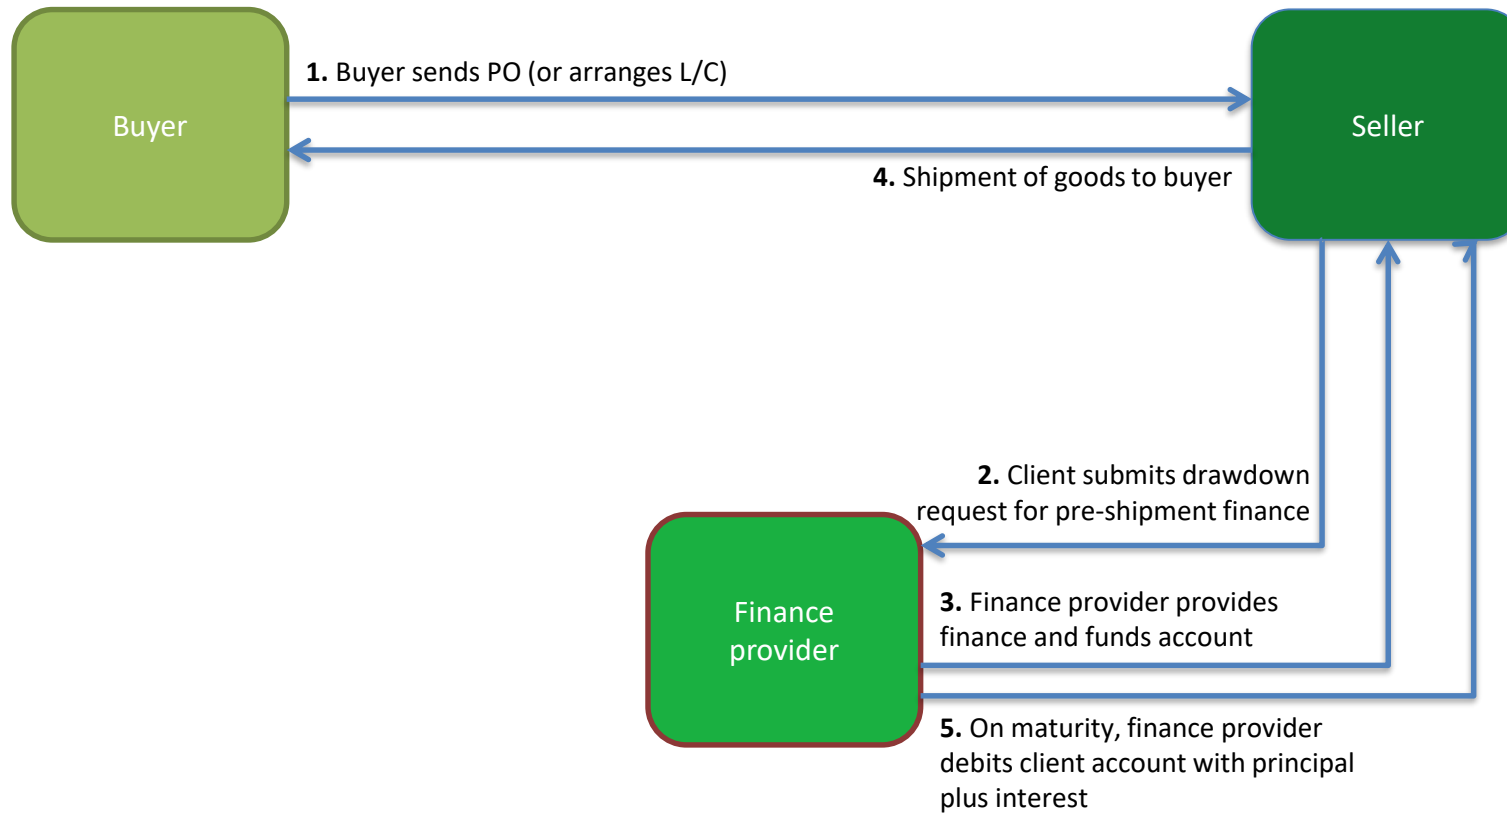 1. Buyer sends PO (or arranges L/C)
Buyer
Seller
4. Shipment of goods to buyer
2. Client submits drawdown
request for pre-shipment finance
Finance
provider
3. Finance provider provides
finance and funds account
5. On maturity, finance provider
debits client account with principal
plus interest